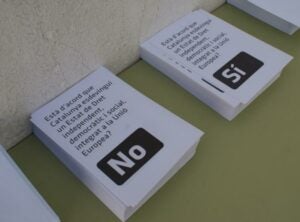 Està d'acord que
Catalunya esdevingui
un Estat de Dret
independent,
democràtic i social,
integrat a la Unió
Europea?
No
Està d'acord que
Catalunya esdevingui
un Estat de Dret
independent,
democràtic i social,
integrat a la Unió
Europea?
Sí